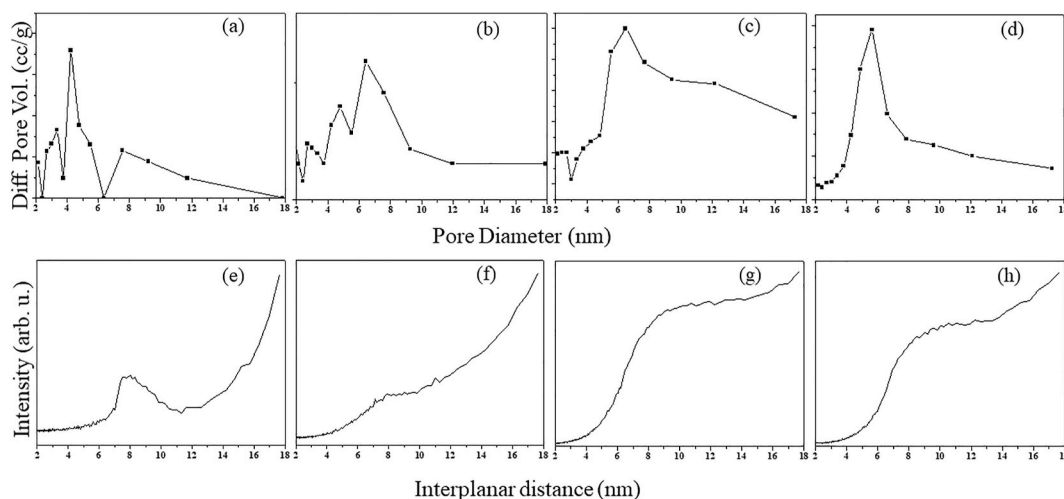 Diff. Pore Vol. (cc/g)
(a)
(b)
(c)
(d)
2 4 6 8 10 12 14 16 18
2 4 6 8 10 12 14 16 18
2 4 6 8 10 12 14 16 18
2 4 6 8 10 12 14 16 18
Pore Diameter (nm)
Intensity (arb. u.)
(e)
(f)
(g)
(h)
2 4 6 8 10 12 14 16 18
2 4 6 8 10 12 14 16 18
2 4 6 8 10 12 14 16 18
2 4 6 8 10 12 14 16 18
Interplanar distance (nm)